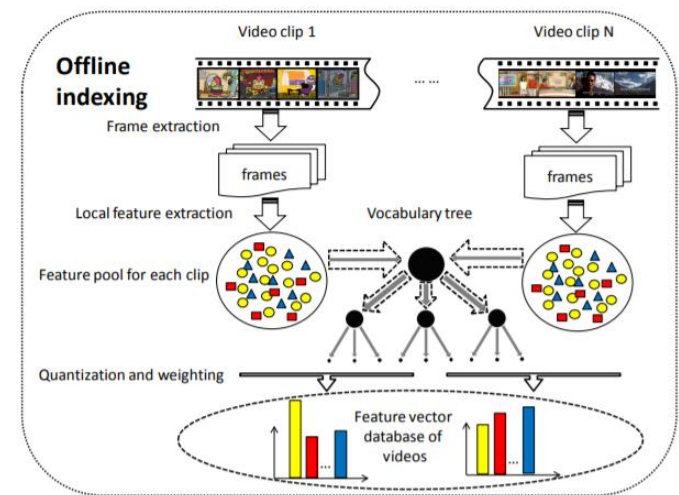 Video clip 1
Video clip N
Offline
indexing
... ...
Frame extraction
frames
frames
Local feature extraction
Vocabulary tree
Feature pool for each clip
Quantization and weighting
Feature vector
database of
videos
...
...